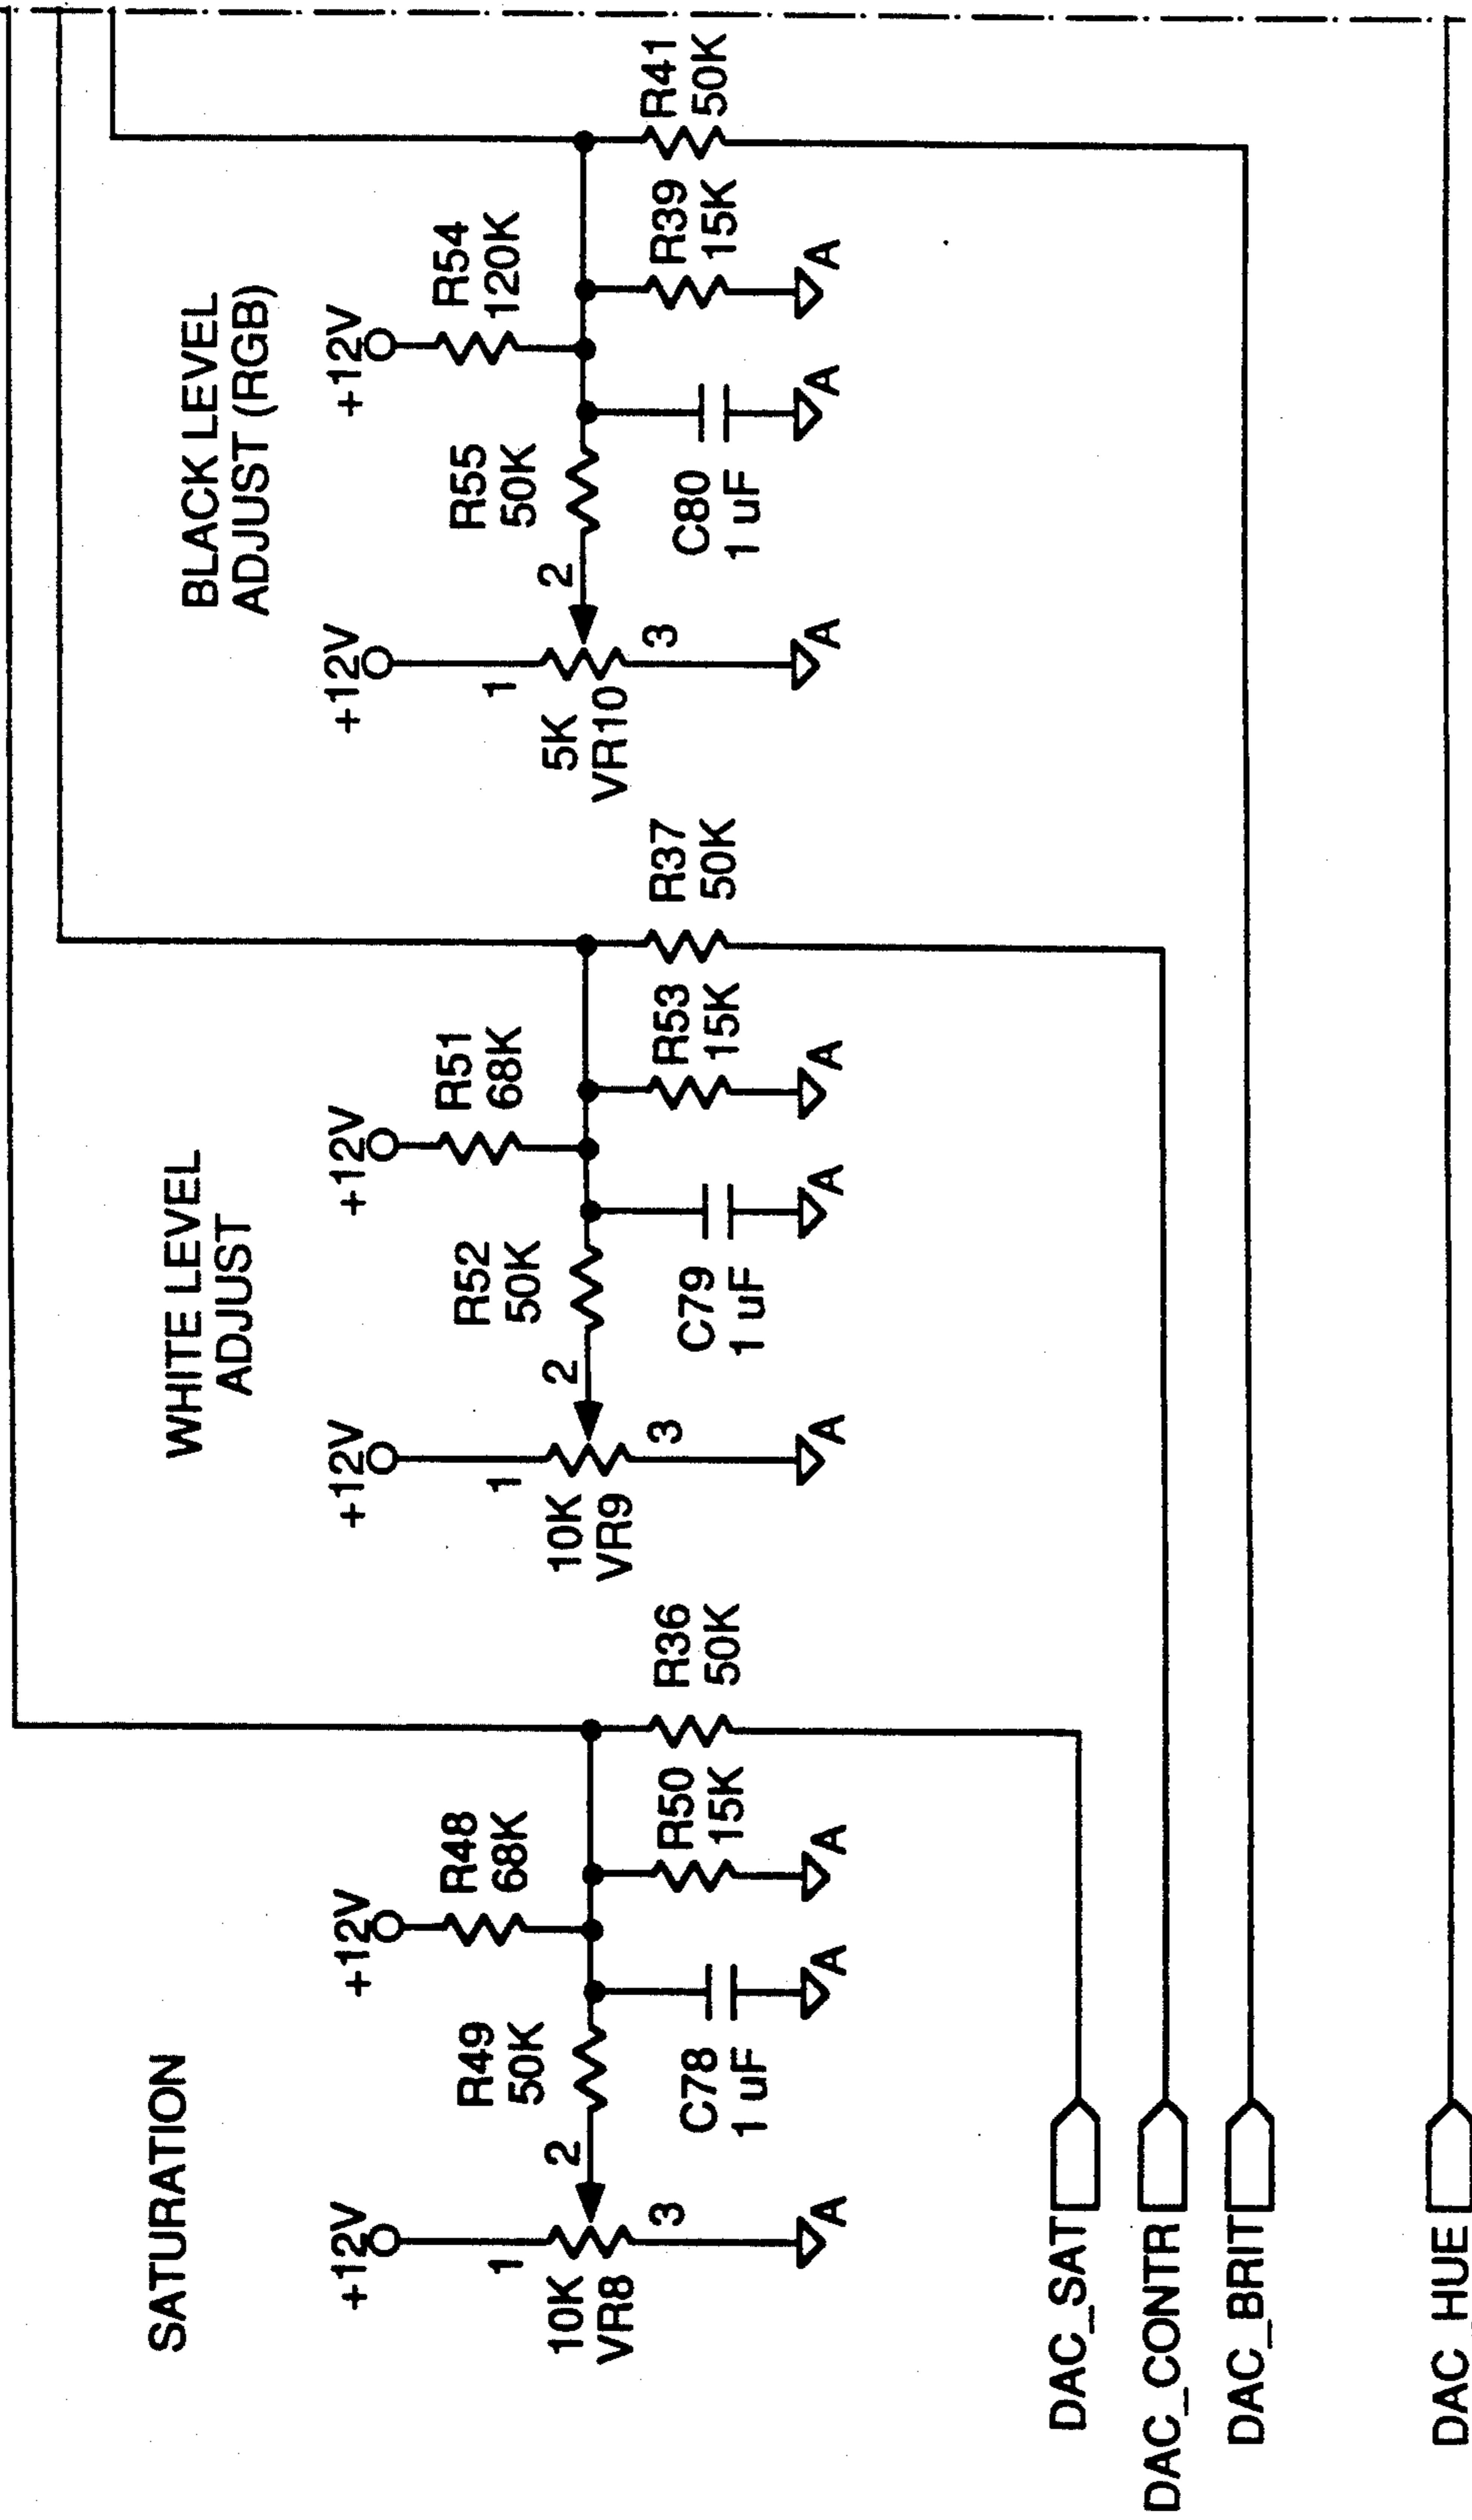 SATURATION
+12V
+12V
R48
68K
R49
50K
1
2
10K
VR8
3
C78
1 uF
R50
15K
R36
50K
A
A
A
WHITE LEVEL
ADJUST
+12V
+12V
R51
68K
R52
50K
1
2
10K
VR9
3
C79
1 uF
R53
15K
R37
50K
A
A
A
BLACK LEVEL
ADJUST (RGB)
+12V
+12V
R54
120K
R55
50K
1
2
5K
VR10
3
C80
1 uF
R39
15K
R41
50K
A
A
A
DAC_SAT
DAC_CONTR
DAC_BRIT
DAC_HUE